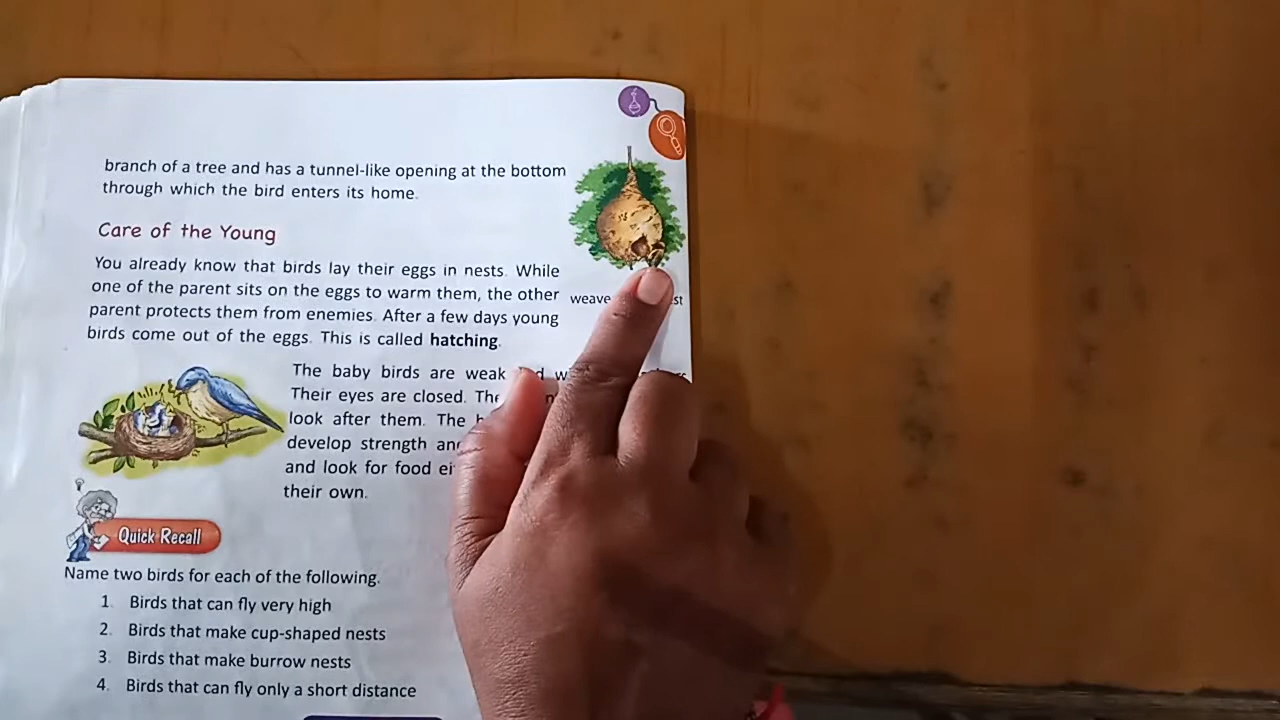 branch of a tree and has a tunnel-like opening at the bottom
through which the bird enters its home.
Care of the Young
You already know that birds lay their eggs in nests. While
one of the parent sits on the eggs to warm them, the other
parent protects them from enemies. After a few days young
birds come out of the eggs. This is called hatching.
weave
st
The baby birds are weak
Their eyes are closed.
look after them. The
develop strength
and look for food
their own.
Quick Recall
Name two birds for each of the following.
1. Birds that can fly very high
2. Birds that make cup-shaped nests
3. Birds that make burrow nests
4. Birds that can fly only a short distance